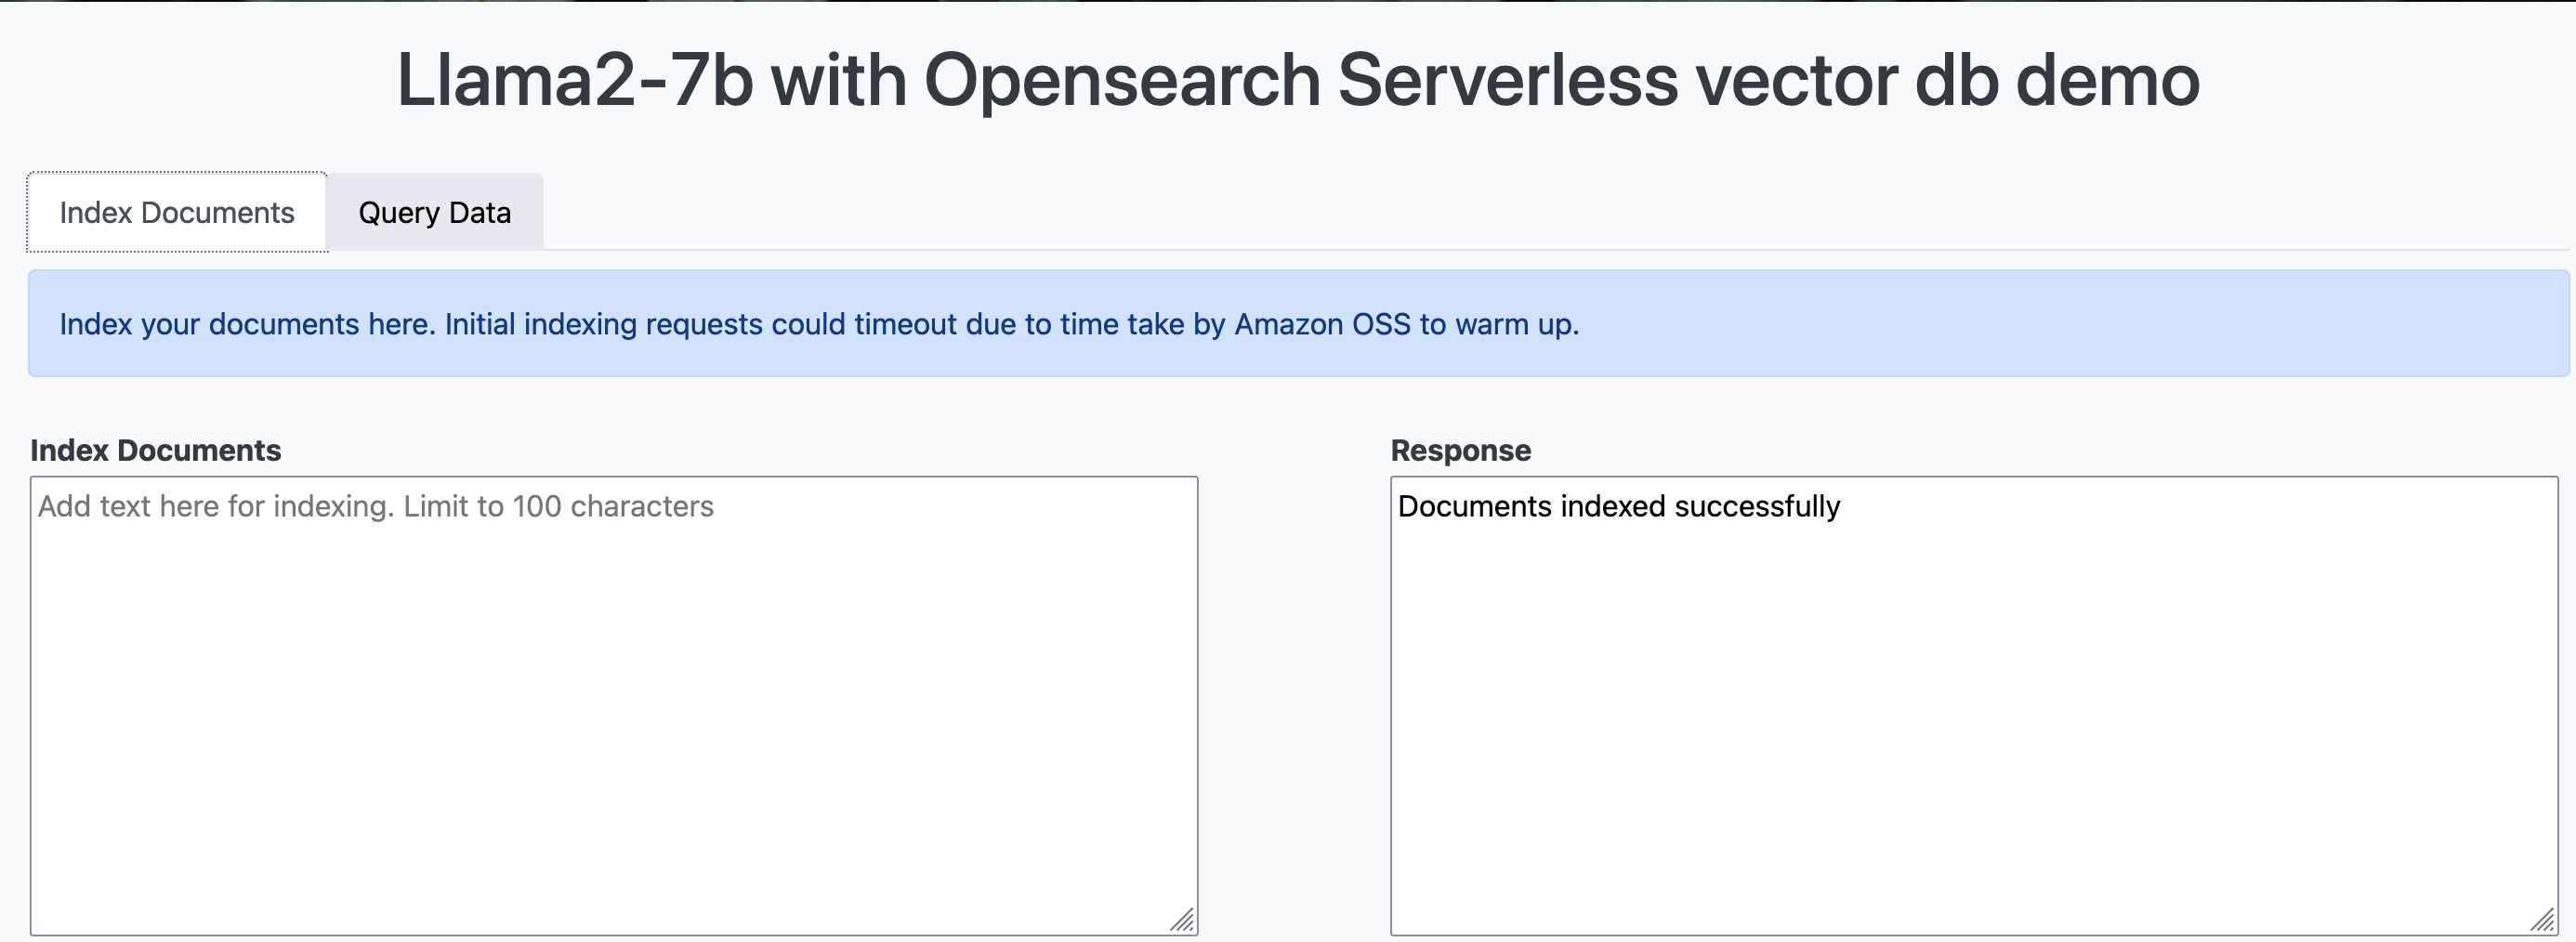 Llama2-7b with Opensearch Serverless vector db demo
Index Documents
Query Data
Index your documents here. Initial indexing requests could timeout due to time take by Amazon OSS to warm up.
Index Documents
Add text here for indexing. Limit to 100 characters
Response
Documents indexed successfully